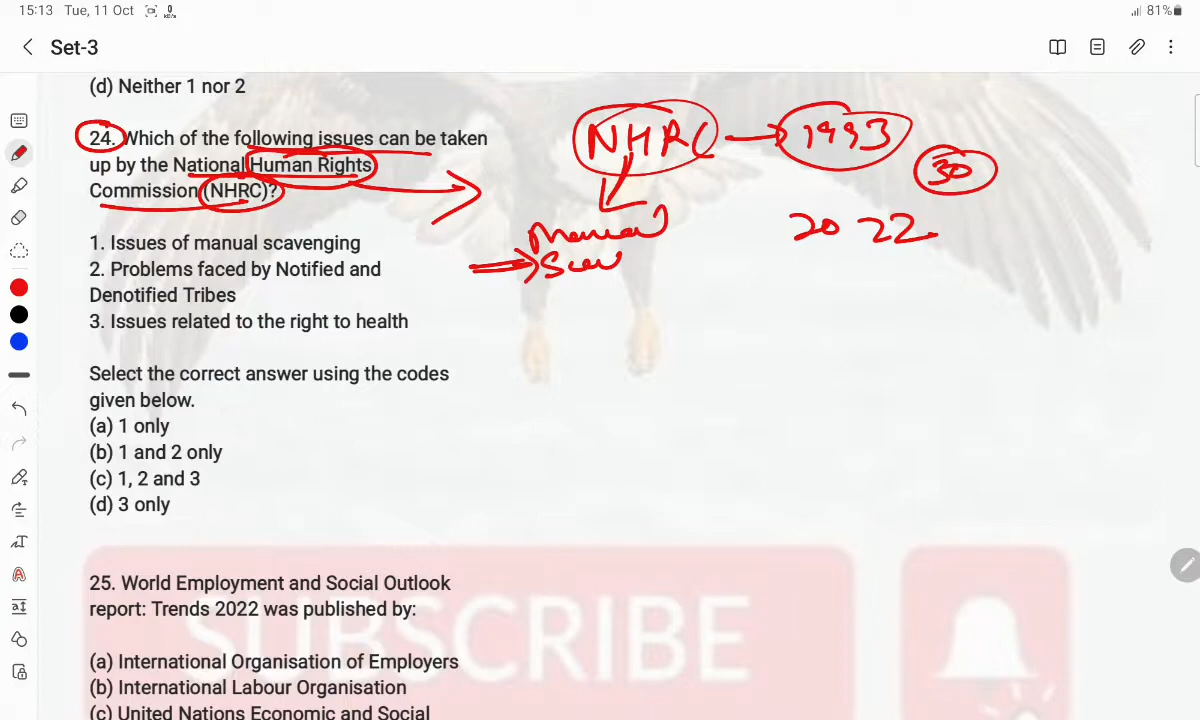 15:13 Tue, 11 Oct
81%
Set-3
(d) Neither 1 nor 2
24. Which of the following issues can be taken
up by the National Human Rights
Commission (NHRC)?
1. Issues of manual scavenging
2. Problems faced by Notified and
Denotified Tribes
3. Issues related to the right to health
Select the correct answer using the codes
given below.
(a) 1 only
(b) 1 and 2 only
(c) 1, 2 and 3
(d) 3 only
NHRC 1993
30
2022
Manual
25. World Employment and Social Outlook
report: Trends 2022 was published by:
(a) International Organisation of Employers
(b) International Labour Organisation
(c) United Nations Economic and Social
SUBSCRIBE